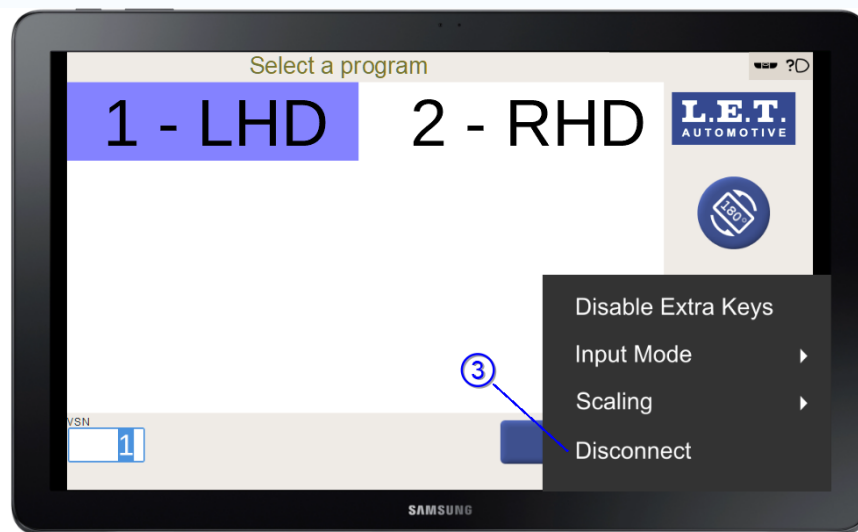 Select a program
?
1 - LHD
2 - RHD
L.E.T.
AUTOMOTIVE
180°
Disable Extra Keys
Input Mode
3
Scaling
VSN
1
Disconnect
SAMSUNG